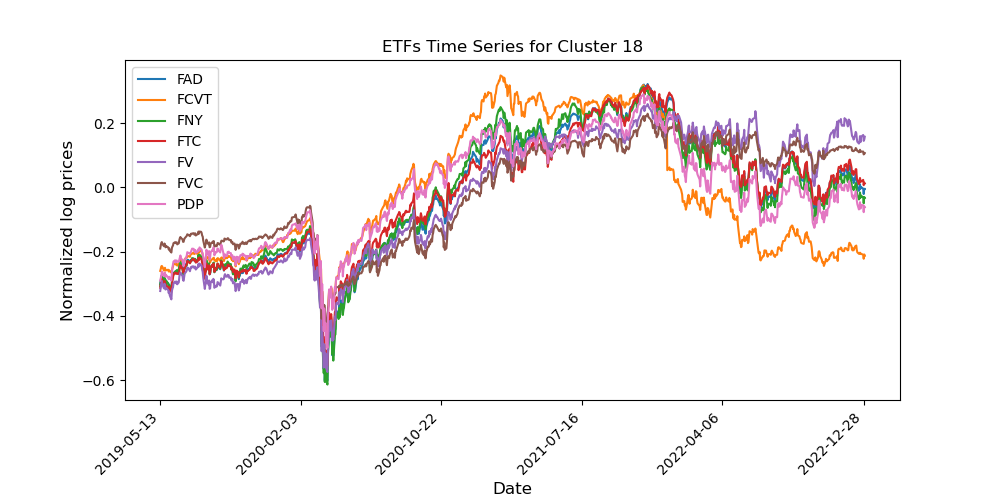 ETFs Time Series for Cluster 18
FAD
FCVT
FNY
FTC
FV
FVC
PDP
Normalized log prices
0.2
0.0
−0.2
−0.4
−0.6
2019-05-13
2020-02-03
2020-10-22
2021-07-16
2022-04-06
2022-12-28
Date